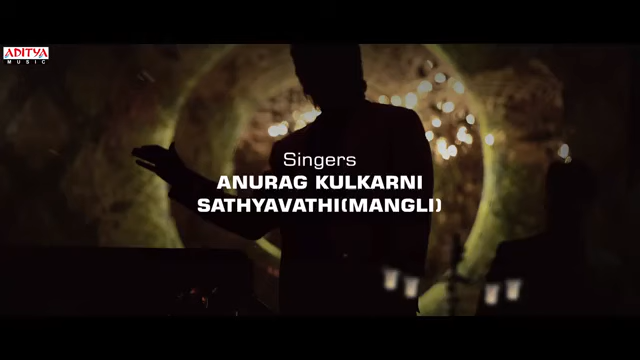 ADITYA
MUSIC
Singers
ANURAG KULKARNI
SATHYAVATHI(MANGLI)